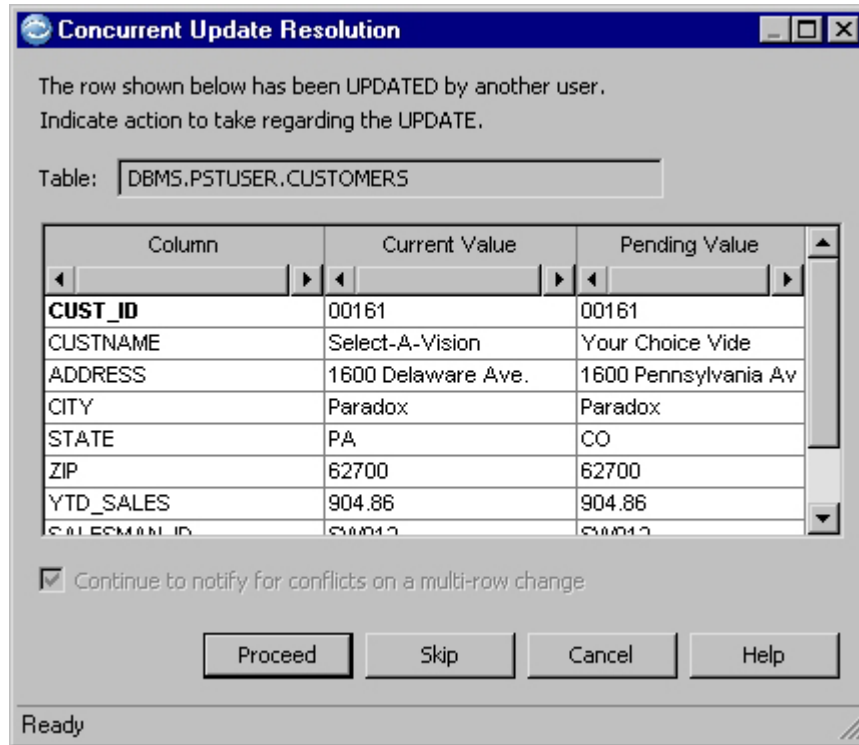 Concurrent Update Resolution
The row shown below has been UPDATED by another user.
Indicate action to take regarding the UPDATE.
Table: DBMS.PSTUSER.CUSTOMERS
Column Current Value Pending Value
CUST_ID 00161 00161
CUSTNAME Select-A-Vision Your Choice Vide
ADDRESS 1600 Delaware Ave. 1600 Pennsylvania Av
CITY Paradox Paradox
STATE PA CO
ZIP 62700 62700
YTD_SALES 904.86 904.86
SALESMAN_ID SW012 SW012
Continue to notify for conflicts on a multi-row change
Proceed Skip Cancel Help
Ready